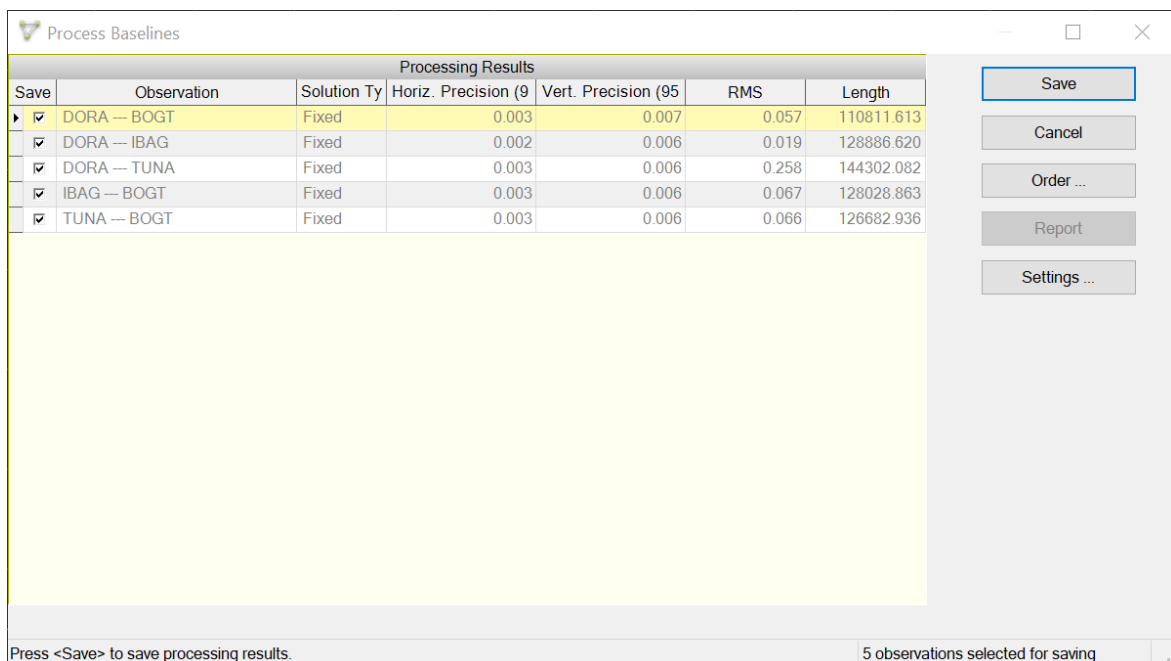 Process Baselines
Processing Results
Save Observation Solution Ty Horiz. Precision (9 Vert. Precision (95 RMS Length
DORA --- BOGT Fixed 0.003 0.007 0.057 110811.613
DORA --- IBAG Fixed 0.002 0.006 0.019 128886.620
DORA --- TUNA Fixed 0.003 0.006 0.258 144302.082
IBAG --- BOGT Fixed 0.003 0.006 0.067 128028.863
TUNA --- BOGT Fixed 0.003 0.006 0.066 126682.936
Save
Cancel
Order ...
Report
Settings ...
Press <Save> to save processing results. 5 observations selected for saving